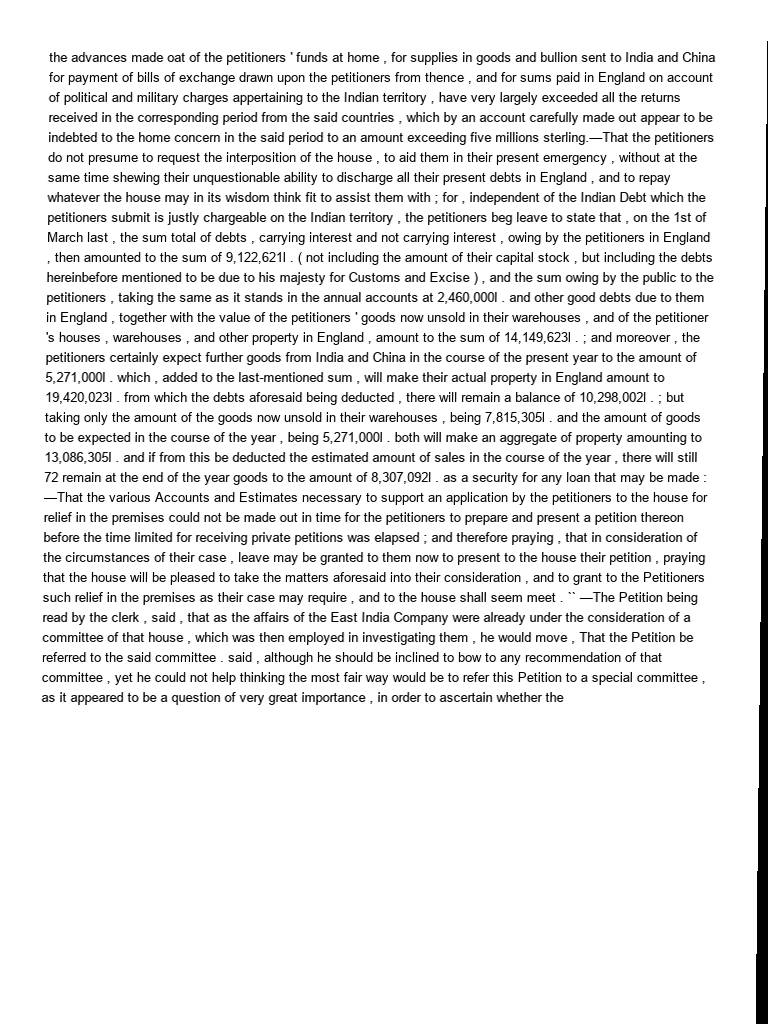 the advances made oat of the petitioners ' funds at home , for supplies in goods and bullion sent to India and China
for payment of bills of exchange drawn upon the petitioners from thence , and for sums paid in England on account
of political and military charges appertaining to the Indian territory , have very largely exceeded all the returns
received in the corresponding period from the said countries , which by an account carefully made out appear to be
indebted to the home concern in the said period to an amount exceeding five millions sterling.—That the petitioners
do not presume to request the interposition of the house , to aid them in their present emergency , without at the
same time shewing their unquestionable ability to discharge all their present debts in England , and to repay
whatever the house may in its wisdom think fit to assist them with ; for , independent of the Indian Debt which the
petitioners submit is justly chargeable on the Indian territory , the petitioners beg leave to state that , on the 1st of
March last , the sum total of debts , carrying interest and not carrying interest , owing by the petitioners in England
, then amounted to the sum of 9,122,621l . ( not including the amount of their capital stock , but including the debts
hereinbefore mentioned to be due to his majesty for Customs and Excise ) , and the sum owing by the public to the
petitioners , taking the same as it stands in the annual accounts at 2,460,000l . and other good debts due to them
in England , together with the value of the petitioners ' goods now unsold in their warehouses , and of the petitioner
's houses , warehouses , and other property in England , amount to the sum of 14,149,623l . ; and moreover , the
petitioners certainly expect further goods from India and China in the course of the present year to the amount of
5,271,000l . which , added to the last-mentioned sum , will make their actual property in England amount to
19,420,023l . from which the debts aforesaid being deducted , there will remain a balance of 10,298,002l . ; but
taking only the amount of the goods now unsold in their warehouses , being 7,815,305l . and the amount of goods
to be expected in the course of the year , being 5,271,000l . both will make an aggregate of property amounting to
13,086,305l . and if from this be deducted the estimated amount of sales in the course of the year , there will still
72 remain at the end of the year goods to the amount of 8,307,092l . as a security for any loan that may be made :
—That the various Accounts and Estimates necessary to support an application by the petitioners to the house for
relief in the premises could not be made out in time for the petitioners to prepare and present a petition thereon
before the time limited for receiving private petitions was elapsed ; and therefore praying , that in consideration of
the circumstances of their case , leave may be granted to them now to present to the house their petition , praying
that the house will be pleased to take the matters aforesaid into their consideration , and to grant to the Petitioners
such relief in the premises as their case may require , and to the house shall seem meet . `` —The Petition being
read by the clerk , said , that as the affairs of the East India Company were already under the consideration of a
committee of that house , which was then employed in investigating them , he would move , That the Petition be
referred to the said committee . said , although he should be inclined to bow to any recommendation of that
committee , yet he could not help thinking the most fair way would be to refer this Petition to a special committee ,
as it appeared to be a question of very great importance , in order to ascertain whether the